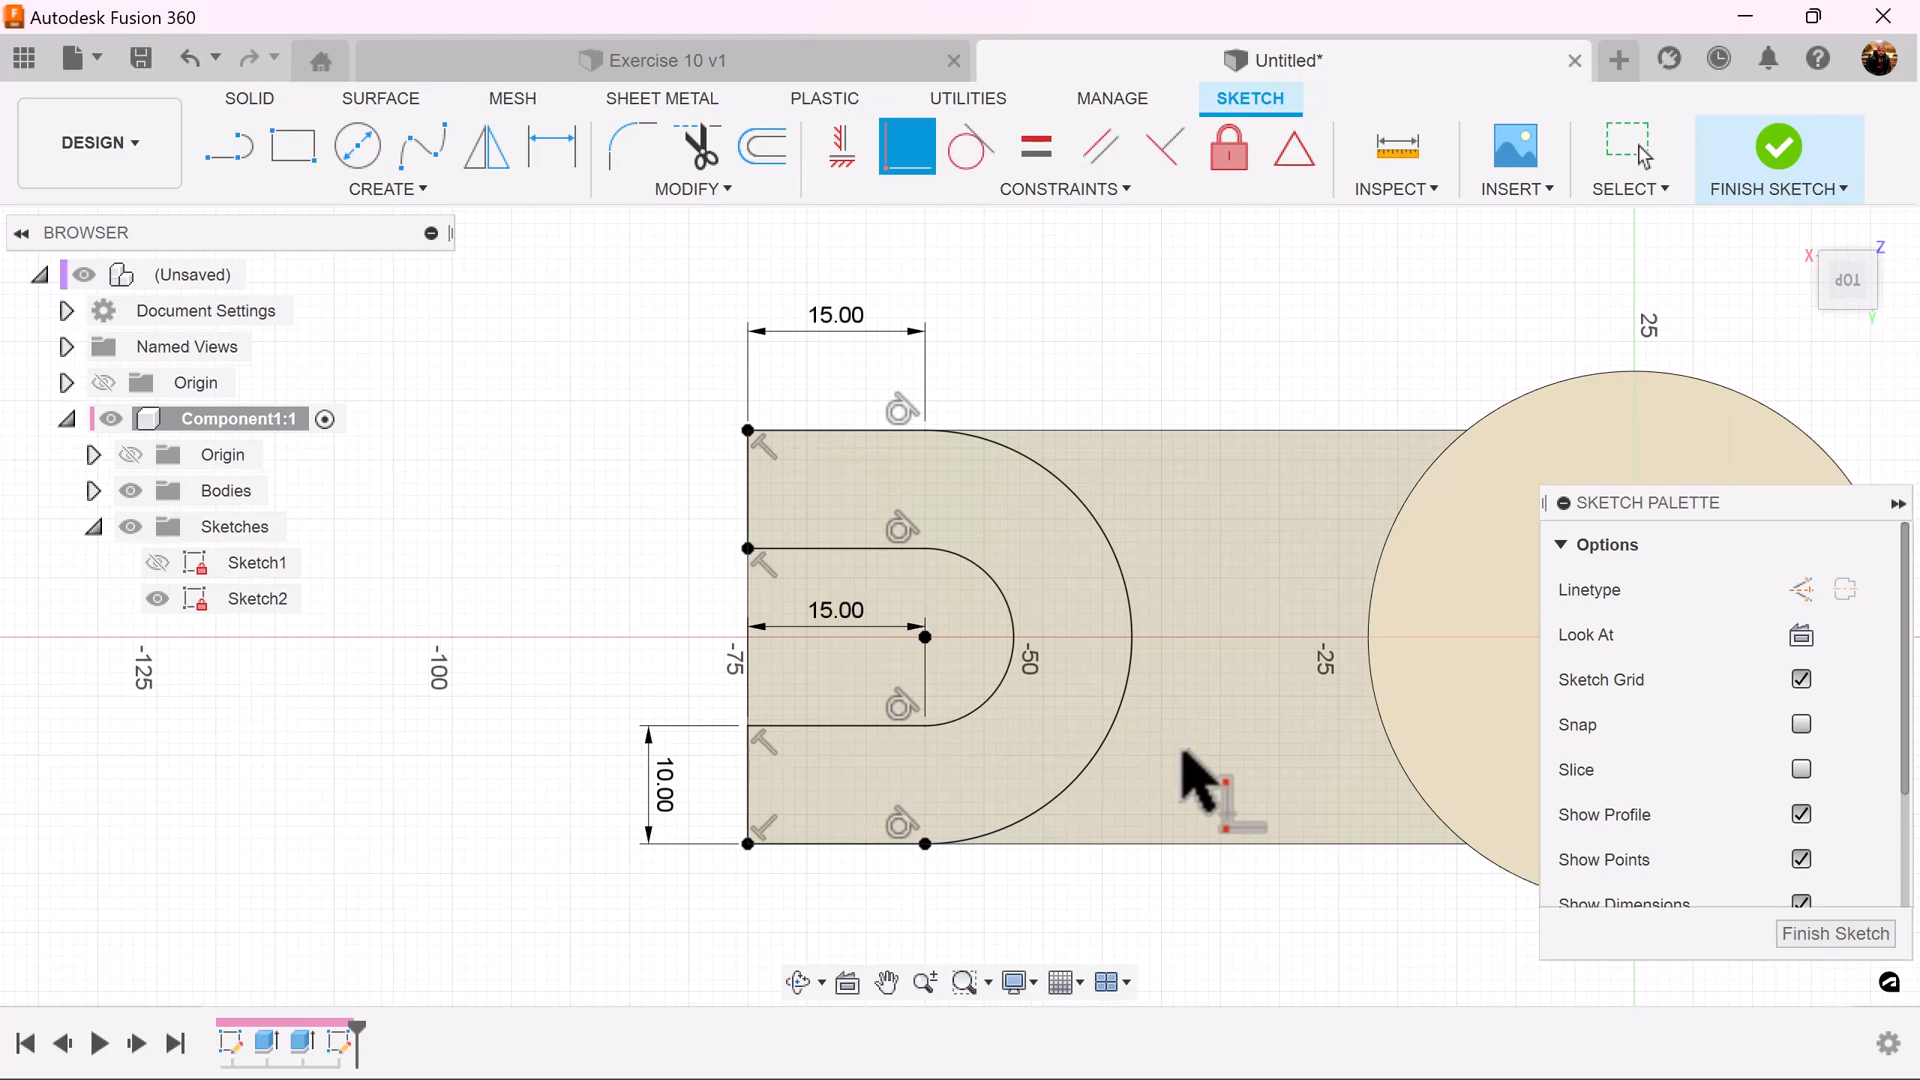 Autodesk Fusion 360
Exercise 10 v1
Untitled*
SOLID SURFACE MESH SHEET METAL PLASTIC UTILITIES MANAGE SKETCH
DESIGN
CREATE MODIFY CONSTRAINTS INSPECT INSERT SELECT FINISH SKETCH
BROWSER
(Unsaved)
Document Settings
Named Views
Origin
Component1:1
Origin
Bodies
Sketches
Sketch1
Sketch2
15.00
15.00
10.00
-125
-100
-75
-50
-25
25
X
Z
TOP
Y
SKETCH PALETTE
Options
Linetype
Look At
Sketch Grid
Snap
Slice
Show Profile
Show Points
Show Dimensions
Finish Sketch